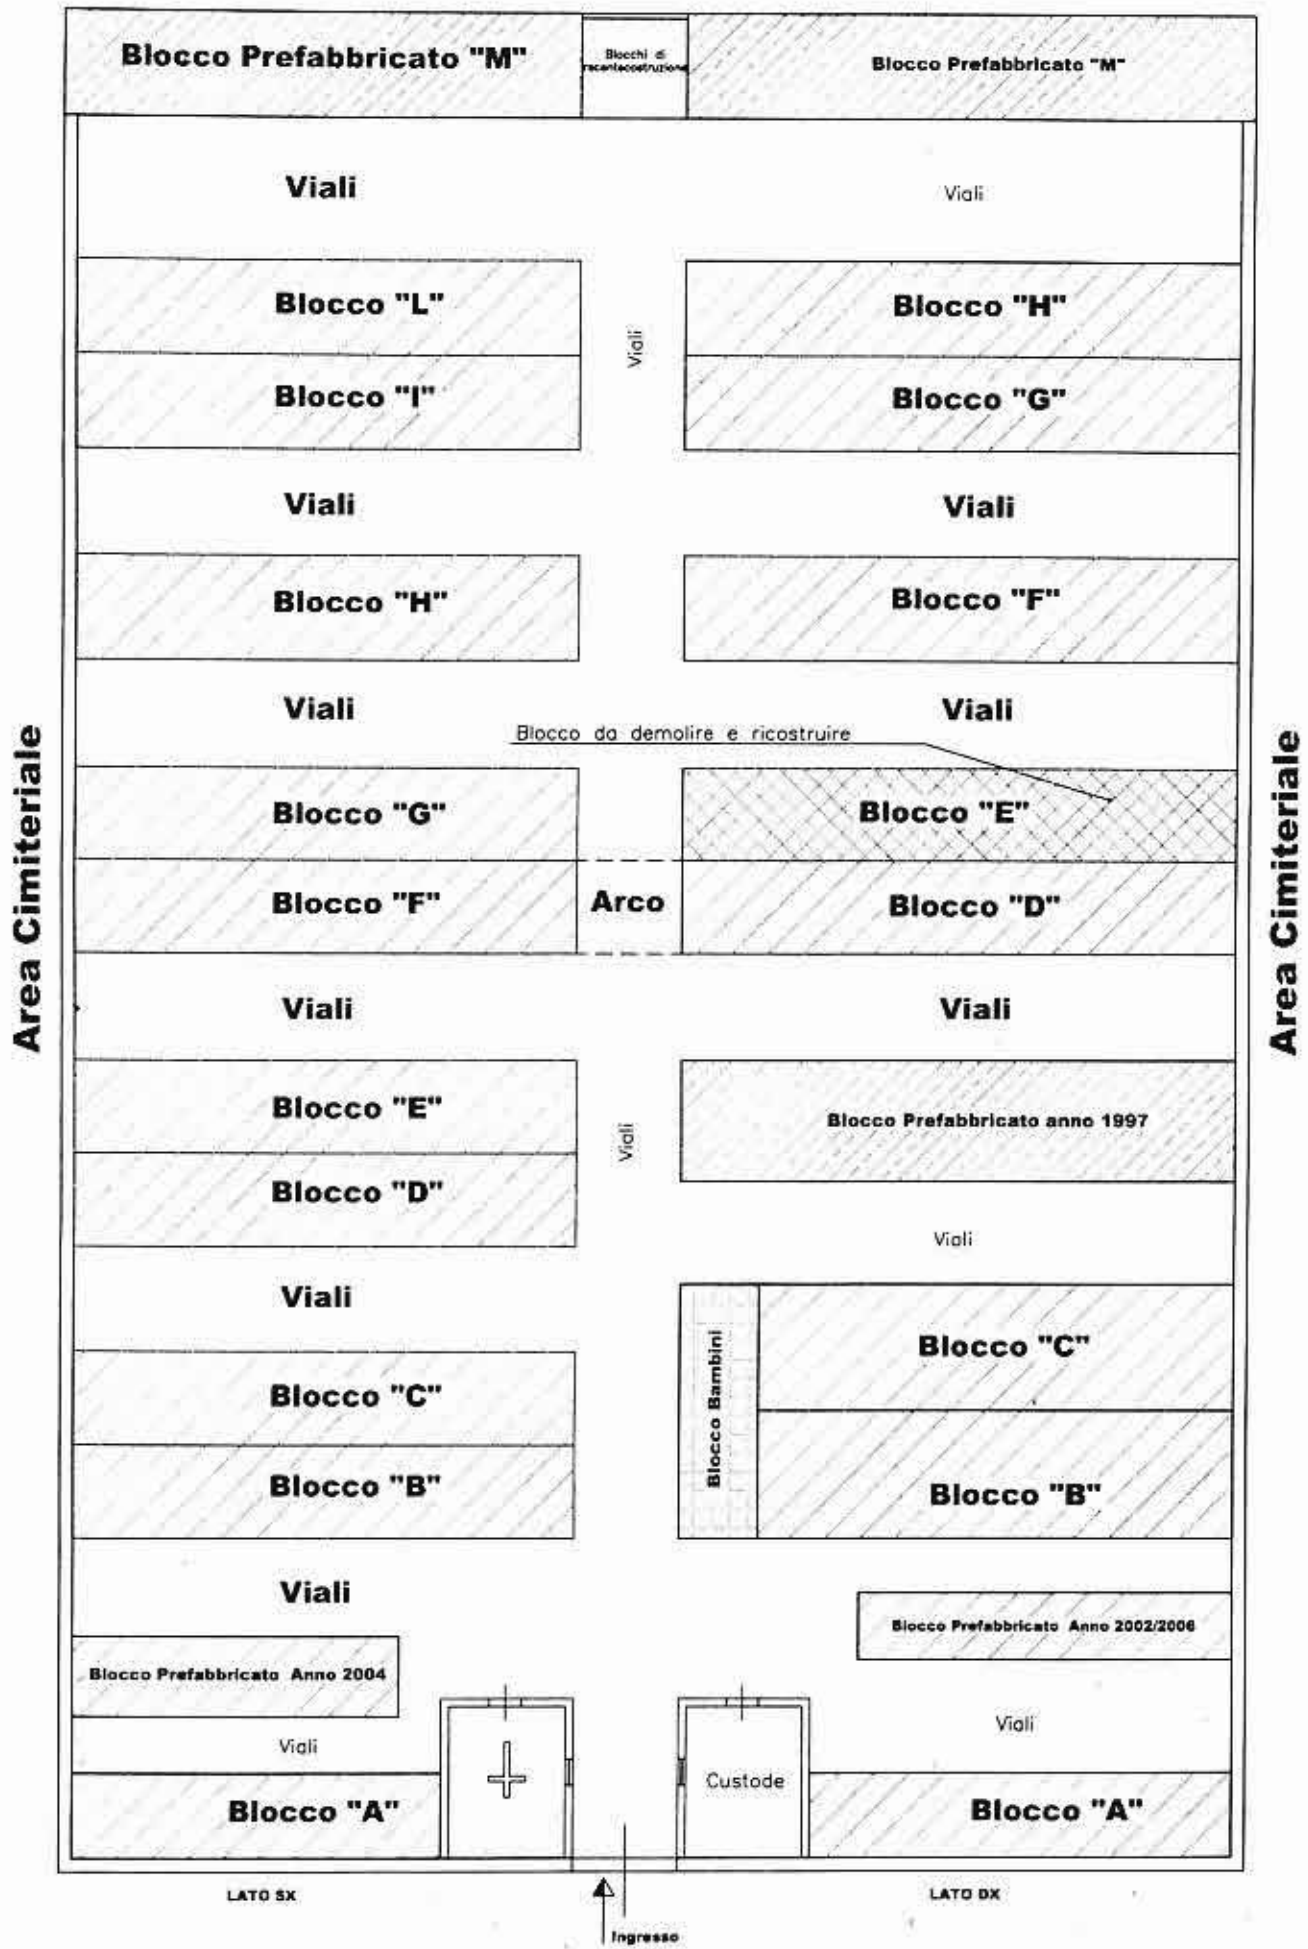 Blocco Prefabbricato "M"
Blocchi di
recentecostruzione
Blocco Prefabbricato "M"
Viali
Viali
Blocco "L"
Blocco "H"
Viali
Blocco "I"
Blocco "G"
Viali
Viali
Blocco "H"
Blocco "F"
Viali
Viali
Blocco da demolire e ricostruire
Area Cimiteriale
Area Cimiteriale
Blocco "G"
Blocco "E"
Blocco "F"
Arco
Blocco "D"
Viali
Viali
Blocco "E"
Blocco Prefabbricato anno 1997
Viali
Blocco "D"
Viali
Viali
Blocco "C"
Blocco Bambini
Blocco "C"
Blocco "B"
Blocco "B"
Viali
Blocco Prefabbricato Anno 2002/2006
Blocco Prefabbricato Anno 2004
Viali
Viali
Custode
Blocco "A"
Blocco "A"
LATO SX
LATO DX
Ingresso